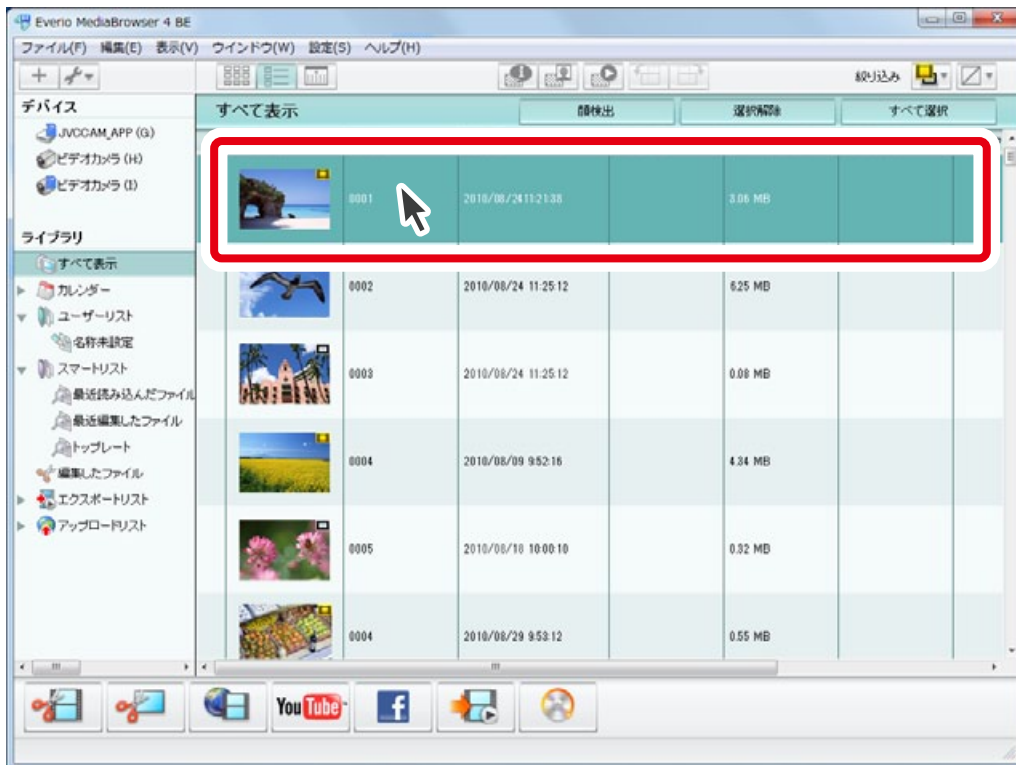 Everio MediaBrowser 4 BE
ファイル(F) 編集(E) 表示(V) ウインドウ(W) 設定(S) ヘルプ(H)
絞り込み
デバイス
JVCCAM_APP (G)
ビデオカメラ (H)
ビデオカメラ (I)
ライブラリ
すべて表示
カレンダー
ユーザーリスト
名称未設定
スマートリスト
最近読み込んだファイル
最近編集したファイル
トップレート
編集したファイル
エクスポートリスト
アップロードリスト
すべて表示 顔検出 選択解除 すべて選択
0001 2010/08/24 11:21:38 3.06 MB
0002 2010/08/24 11:25:12 6.25 MB
0003 2010/08/24 11:25:12 0.08 MB
0004 2010/08/09 9:52:16 4.34 MB
0005 2010/08/18 10:00:10 0.32 MB
0004 2010/08/29 9:53:12 0.55 MB
YouTube
f